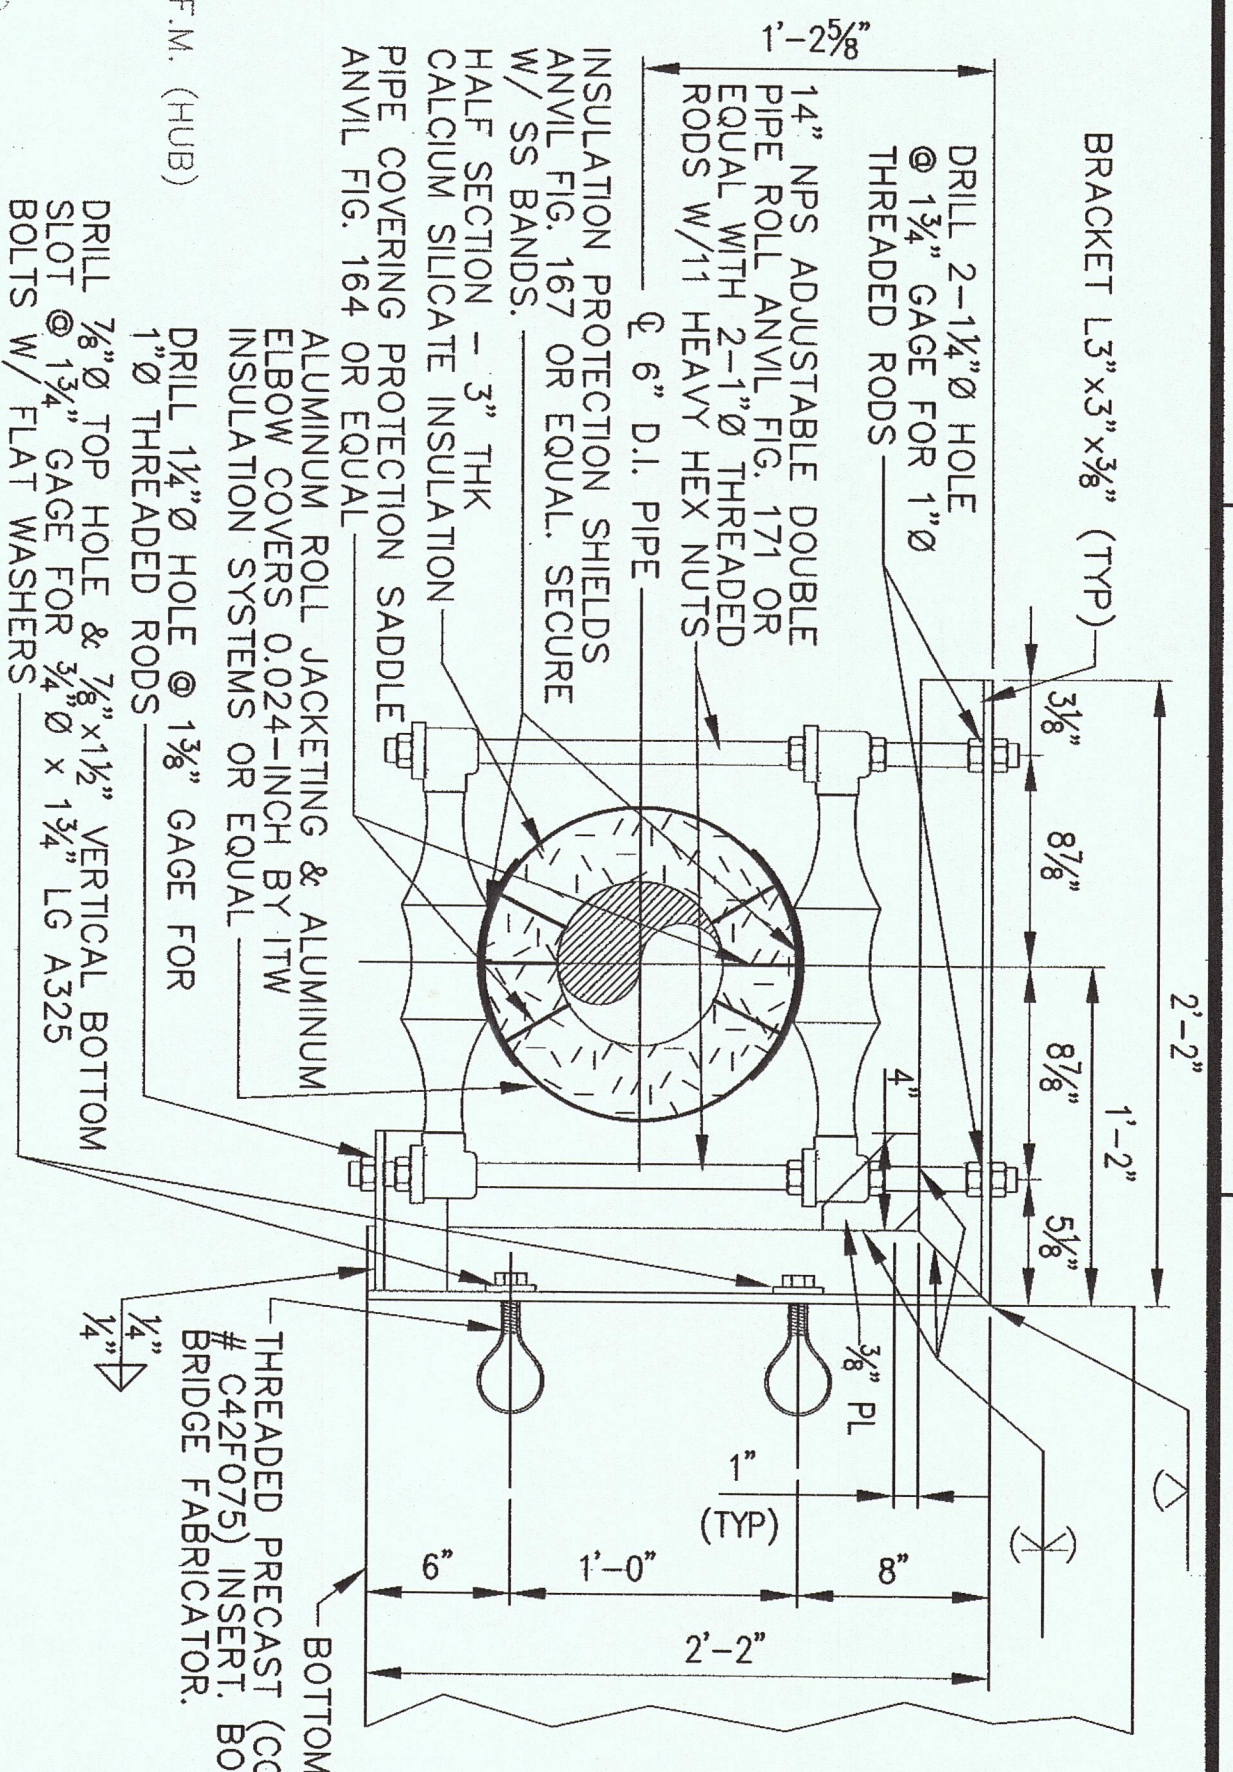 BRACKET L3"x3"x⅜" (TYP)
DRILL 2-1¼"Ø HOLE
@ 1¾" GAGE FOR 1"Ø
THREADED RODS
1'-2⅝"
14" NPS ADJUSTABLE DOUBLE
PIPE ROLL ANVIL FIG. 171 OR
EQUAL WITH 2-1"Ø THREADED
RODS W/11 HEAVY HEX NUTS
℄ 6" D.I. PIPE
INSULATION PROTECTION SHIELDS
ANVIL FIG. 167 OR EQUAL. SECURE
W/ SS BANDS.
HALF SECTION - 3" THK
CALCIUM SILICATE INSULATION
PIPE COVERING PROTECTION SADDLE
ANVIL FIG. 164 OR EQUAL
ALUMINUM ROLL JACKETING & ALUMINUM
ELBOW COVERS 0.024-INCH BY ITW
INSULATION SYSTEMS OR EQUAL
DRILL 1¼"Ø HOLE @ 1⅜" GAGE FOR
1"Ø THREADED RODS
F.M. (HUB)
DRILL ⅞"Ø TOP HOLE & ⅞"x1½" VERTICAL BOTTOM
SLOT @ 1¾" GAGE FOR ¾"Ø x 1¾" LG A325
BOLTS W/ FLAT WASHERS
2'-2"
1'-2"
3⅛"
8⅞"
8⅞"
5⅛"
4"
⅜" PL
1"
(TYP)
8"
1'-0"
6"
2'-2"
¼"
¼"
BOTTOM
THREADED PRECAST (CO
# C42F075) INSERT. BO
BRIDGE FABRICATOR.